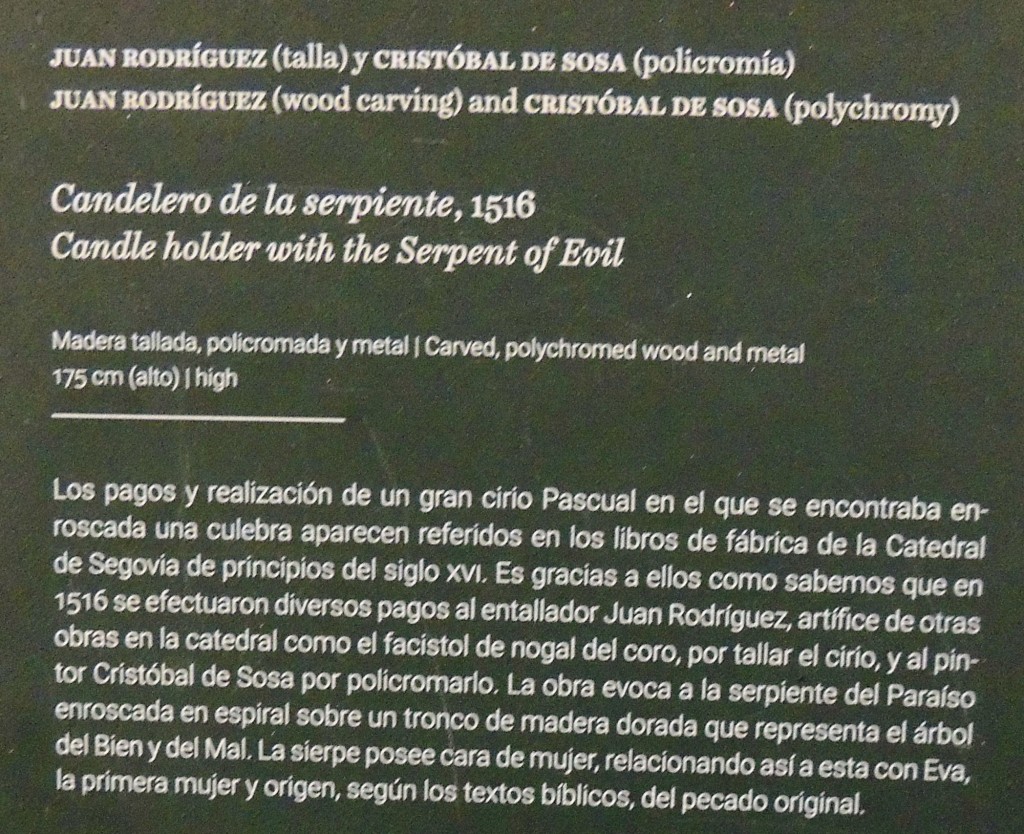 JUAN RODRÍGUEZ (talla) y CRISTÓBAL DE SOSA (policromía)
JUAN RODRÍGUEZ (wood carving) and CRISTÓBAL DE SOSA (polychromy)
Candelero de la serpiente, 1516
Candle holder with the Serpent of Evil
Madera tallada, policromada y metal | Carved, polychromed wood and metal
175 cm (alto) | high
Los pagos y realización de un gran cirio Pascual en el que se encontraba en-
roscada una culebra aparecen referidos en los libros de fábrica de la Catedral
de Segovia de principios del siglo XVI. Es gracias a ellos como sabemos que en
1516 se efectuaron diversos pagos al entallador Juan Rodríguez, artífice de otras
obras en la catedral como el facistol de nogal del coro, por tallar el cirio, y al pin-
tor Cristóbal de Sosa por policromarlo. La obra evoca a la serpiente del Paraíso
enroscada en espiral sobre un tronco de madera dorada que representa el árbol
del Bien y del Mal. La sierpe posee cara de mujer, relacionando así a esta con Eva,
la primera mujer y origen, según los textos bíblicos, del pecado original.